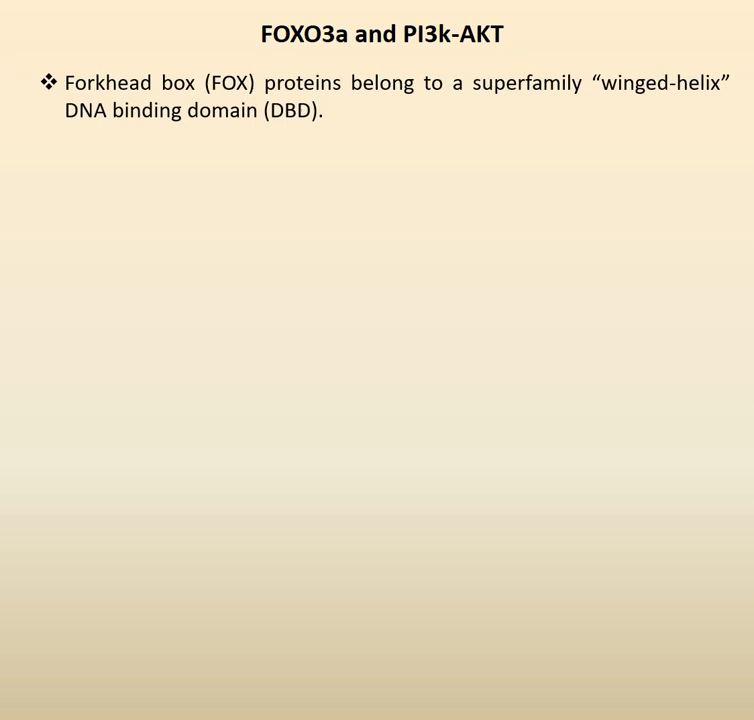 FOXO3a and PI3k-AKT
❖ Forkhead box (FOX) proteins belong to a superfamily “winged-helix”
DNA binding domain (DBD).